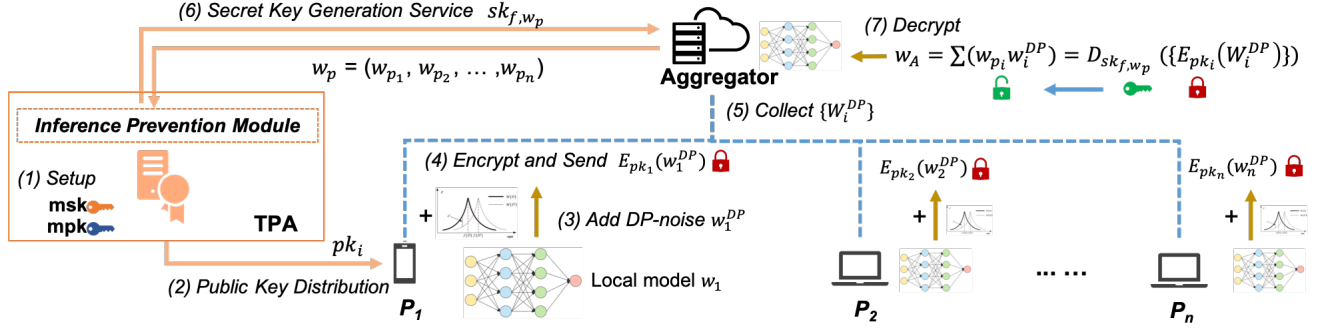 (6) Secret Key Generation Service sk_{f,w_p}
w_p = (w_{p_1}, w_{p_2}, … ,w_{p_n})
Aggregator
(7) Decrypt
w_A = ∑(w_{p_i}w_i^{DP}) = D_{sk_{f,w_p}} ({E_{pk_i}(W_i^{DP})})
(5) Collect {W_i^{DP}}
Inference Prevention Module
(1) Setup
msk
mpk
TPA
pk_i
(2) Public Key Distribution
(4) Encrypt and Send E_{pk_1}(w_1^{DP})
+
(3) Add DP-noise w_1^{DP}
Local model w_1
P_1
E_{pk_2}(w_2^{DP})
+
P_2
... ...
E_{pk_n}(w_n^{DP})
+
P_n